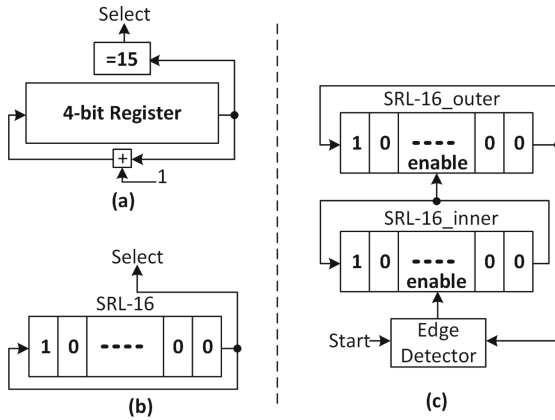 Select
=15
4-bit Register
+
1
(a)
Select
SRL-16
1 0 ---- 0 0
(b)
SRL-16_outer
1 0 ---- 0 0
enable
SRL-16_inner
1 0 ---- 0 0
enable
Start
Edge
Detector
(c)